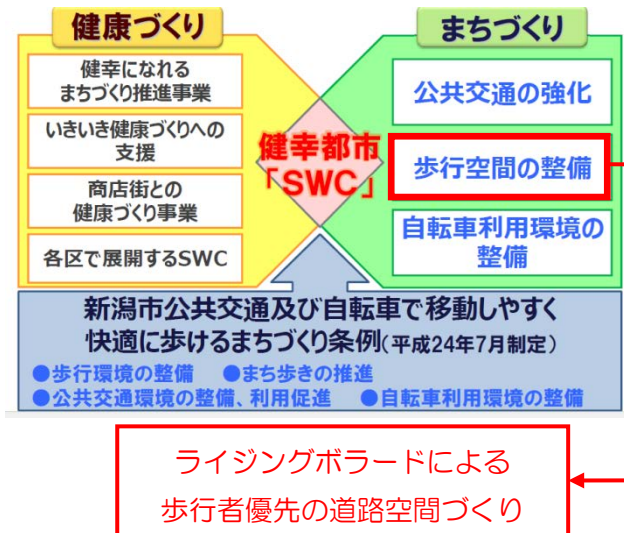 健康づくり
健幸になれる
まちづくり推進事業
いきいき健康づくりへの
支援
商店街との
健康づくり事業
各区で展開するSWC
健幸都市
「SWC」
まちづくり
公共交通の強化
歩行空間の整備
自転車利用環境の
整備
新潟市公共交通及び自転車で移動しやすく
快適に歩けるまちづくり条例(平成24年7月制定)
●歩行環境の整備 ●まち歩きの推進
●公共交通環境の整備、利用促進 ●自転車利用環境の整備
ライジングボラードによる
歩行者優先の道路空間づくり